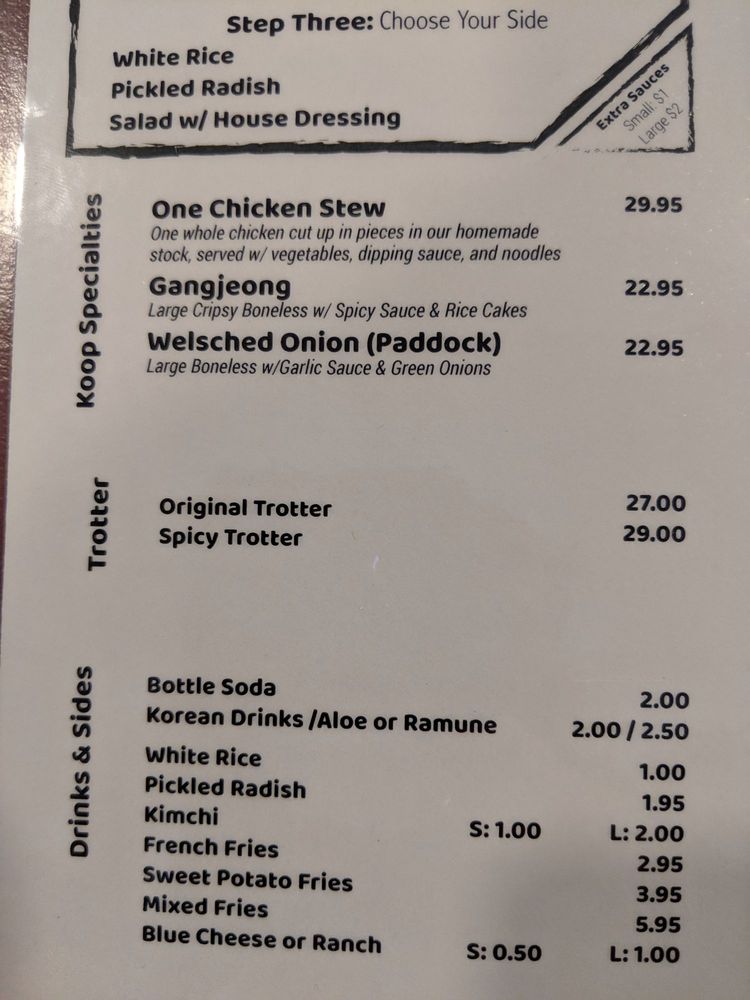 Step Three: Choose Your Side
White Rice
Pickled Radish
Salad w/ House Dressing
Extra Sauces
Small: $1
Large $2
Koop Specialties
One Chicken Stew 29.95
One whole chicken cut up in pieces in our homemade
stock, served w/ vegetables, dipping sauce, and noodles
Gangjeong 22.95
Large Cripsy Boneless w/ Spicy Sauce & Rice Cakes
Welsched Onion (Paddock) 22.95
Large Boneless w/Garlic Sauce & Green Onions
Trotter
Original Trotter 27.00
Spicy Trotter 29.00
Drinks & Sides
Bottle Soda 2.00
Korean Drinks /Aloe or Ramune 2.00 / 2.50
White Rice 1.00
Pickled Radish 1.95
Kimchi S: 1.00 L: 2.00
French Fries 2.95
Sweet Potato Fries 3.95
Mixed Fries 5.95
Blue Cheese or Ranch S: 0.50 L: 1.00